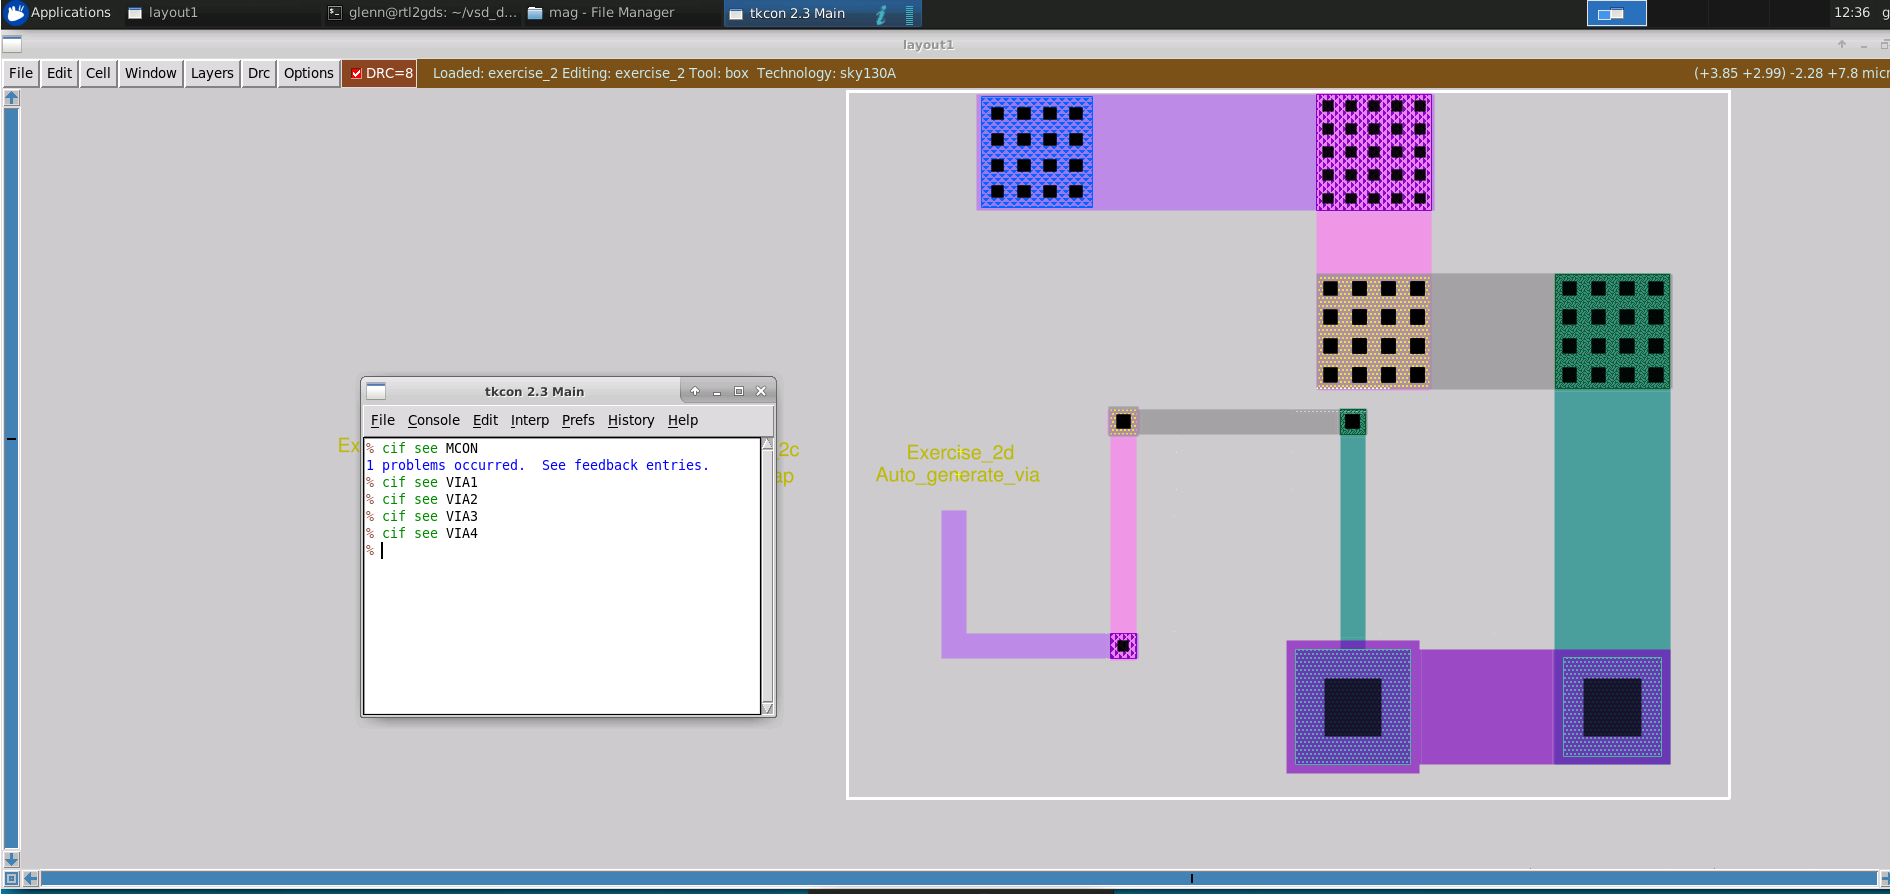 Applications
layout1
glenn@rtl2gds: ~/vsd_d...
mag - File Manager
tkcon 2.3 Main
12:36 g
layout1
File Edit Cell Window Layers Drc Options DRC=8 Loaded: exercise_2 Editing: exercise_2 Tool: box Technology: sky130A (+3.85 +2.99) -2.28 +7.8 micr
tkcon 2.3 Main
File Console Edit Interp Prefs History Help
% cif see MCON
1 problems occurred. See feedback entries.
% cif see VIA1
% cif see VIA2
% cif see VIA3
% cif see VIA4
%
Ex
2c
ap
Exercise_2d
Auto_generate_via